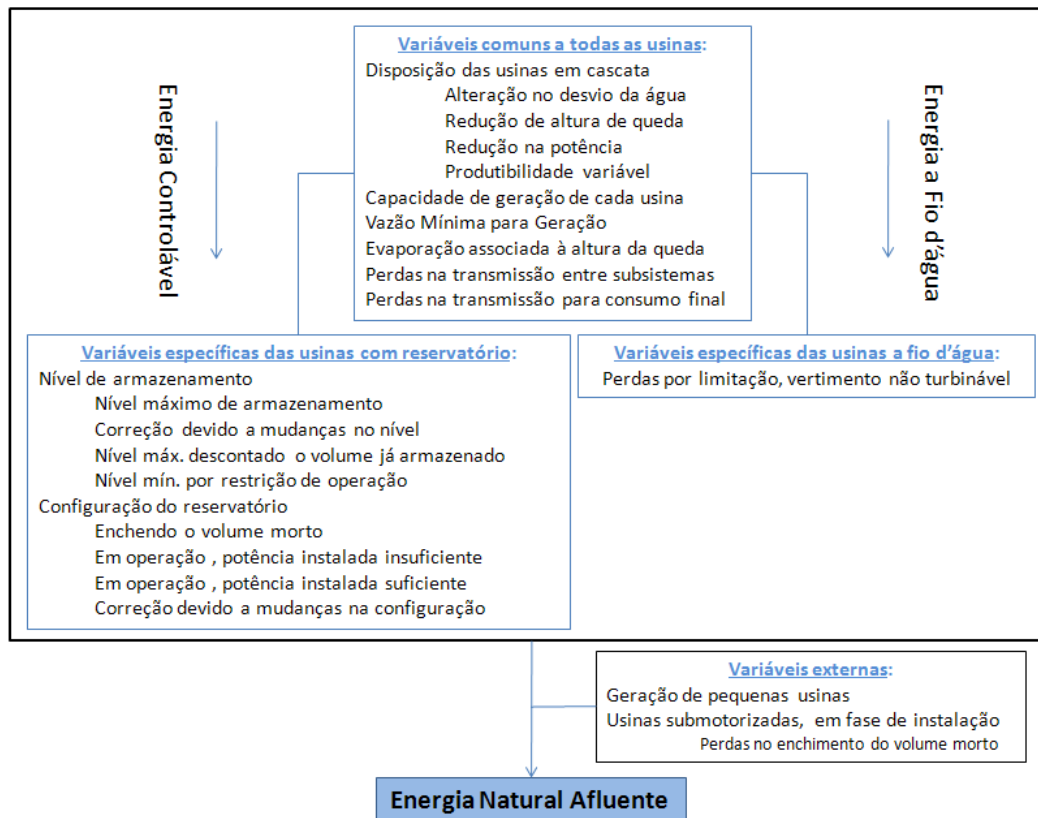 Variáveis comuns a todas as usinas:
Disposição das usinas em cascata
Alteração no desvio da água
Redução de altura de queda
Redução na potência
Produtibilidade variável
Capacidade de geração de cada usina
Vazão Mínima para Geração
Evaporação associada à altura da queda
Perdas na transmissão entre subsistemas
Perdas na transmissão para consumo final
Energia Controlável
Energia a Fio d'água
Variáveis específicas das usinas com reservatório:
Nível de armazenamento
Nível máximo de armazenamento
Correção devido a mudanças no nível
Nível máx. descontado o volume já armazenado
Nível mín. por restrição de operação
Configuração do reservatório
Enchendo o volume morto
Em operação , potência instalada insuficiente
Em operação , potência instalada suficiente
Correção devido a mudanças na configuração
Variáveis específicas das usinas a fio d'água:
Perdas por limitação, vertimento não turbinável
Variáveis externas:
Geração de pequenas usinas
Usinas submotorizadas, em fase de instalação
Perdas no enchimento do volume morto
Energia Natural Afluente